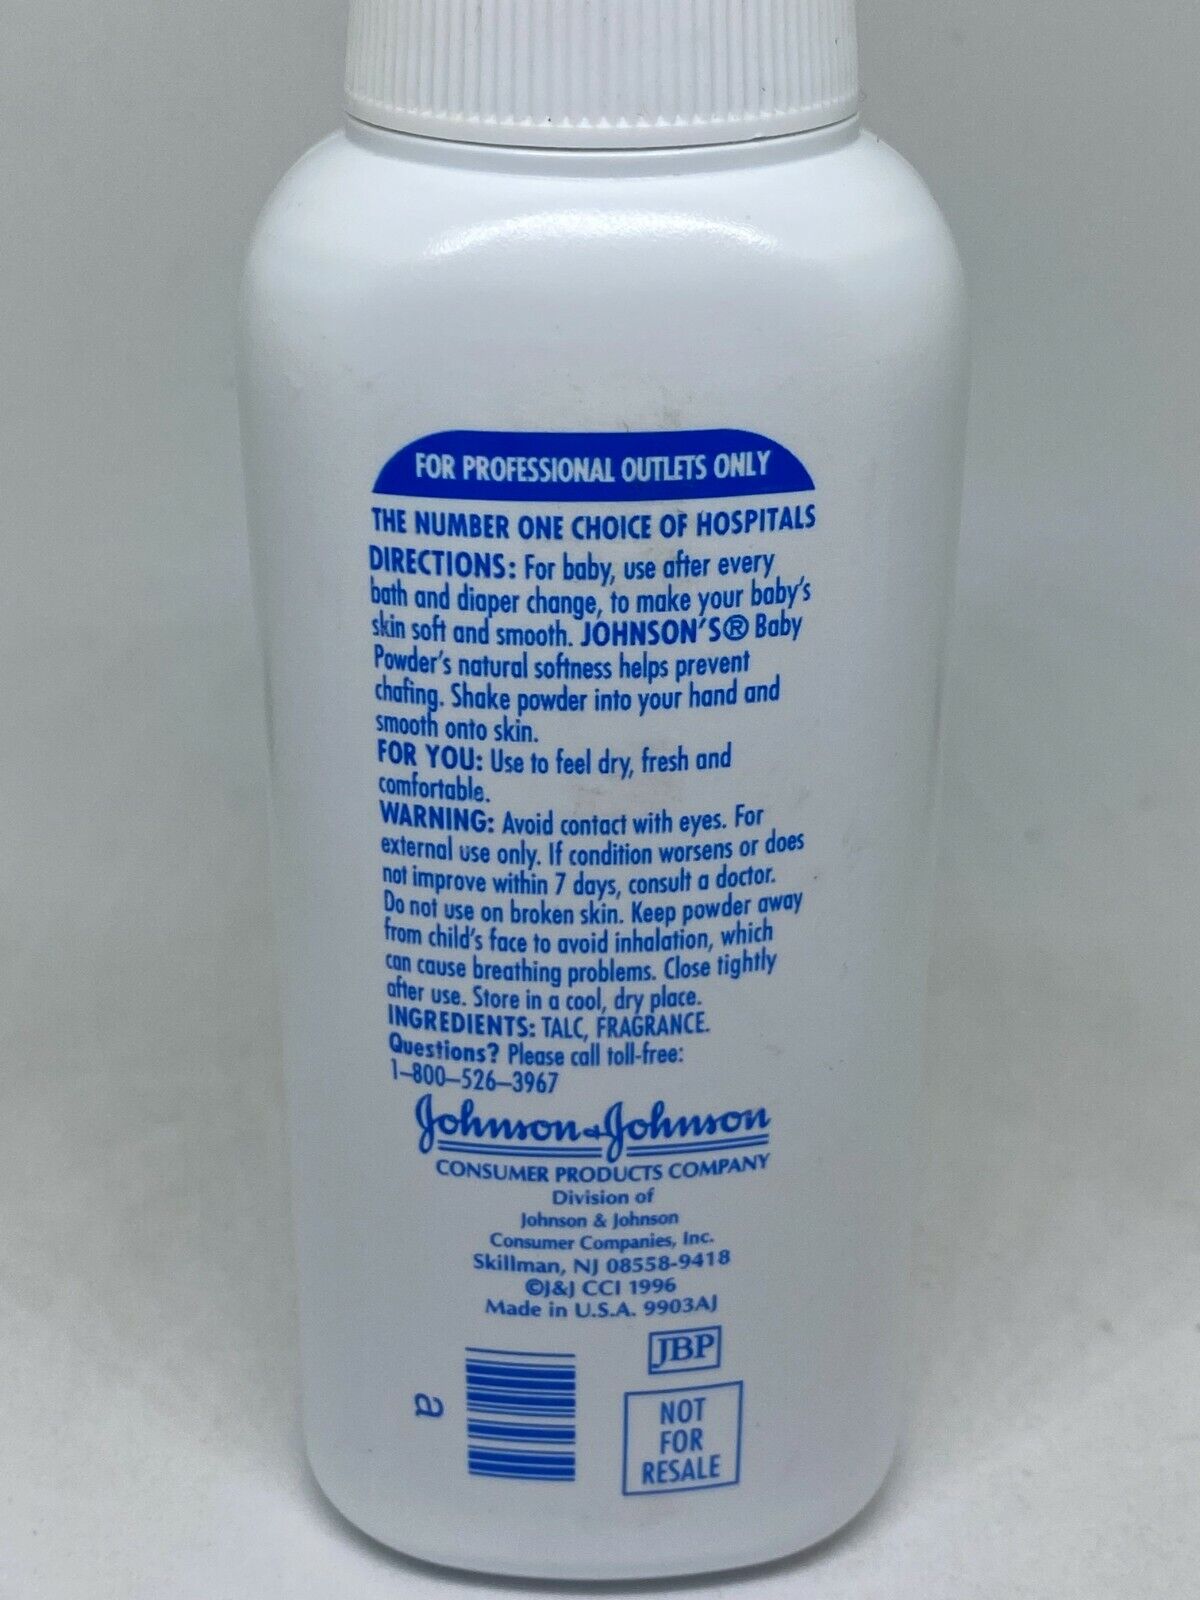 FOR PROFESSIONAL OUTLETS ONLY
THE NUMBER ONE CHOICE OF HOSPITALS
DIRECTIONS: For baby, use after every
bath and diaper change, to make your baby's
skin soft and smooth. JOHNSON'S® Baby
Powder's natural softness helps prevent
chafing. Shake powder into your hand and
smooth onto skin.
FOR YOU: Use to feel dry, fresh and
comfortable.
WARNING: Avoid contact with eyes. For
external use only. If condition worsens or does
not improve within 7 days, consult a doctor.
Do not use on broken skin. Keep powder away
from child's face to avoid inhalation, which
can cause breathing problems. Close tightly
after use. Store in a cool, dry place.
INGREDIENTS: TALC, FRAGRANCE.
Questions? Please call toll-free:
1-800-526-3967
Johnson & Johnson
CONSUMER PRODUCTS COMPANY
Division of
Johnson & Johnson
Consumer Companies, Inc.
Skillman, NJ 08558-9418
©J&J CCI 1996
Made in U.S.A. 9903AJ
JBP
a
NOT
FOR
RESALE